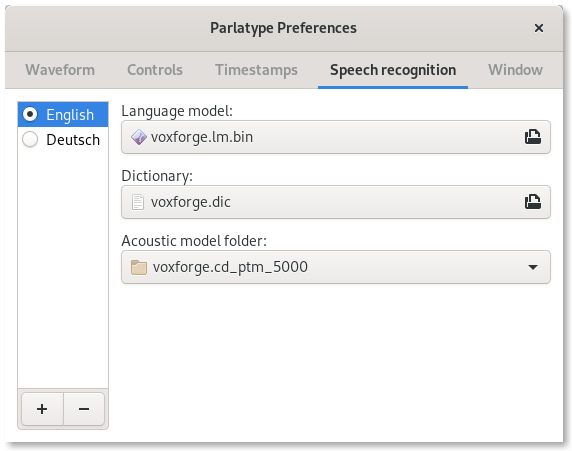 Parlatype Preferences
Waveform Controls Timestamps Speech recognition Window
English
Deutsch
Language model:
voxforge.lm.bin
Dictionary:
voxforge.dic
Acoustic model folder:
voxforge.cd_ptm_5000